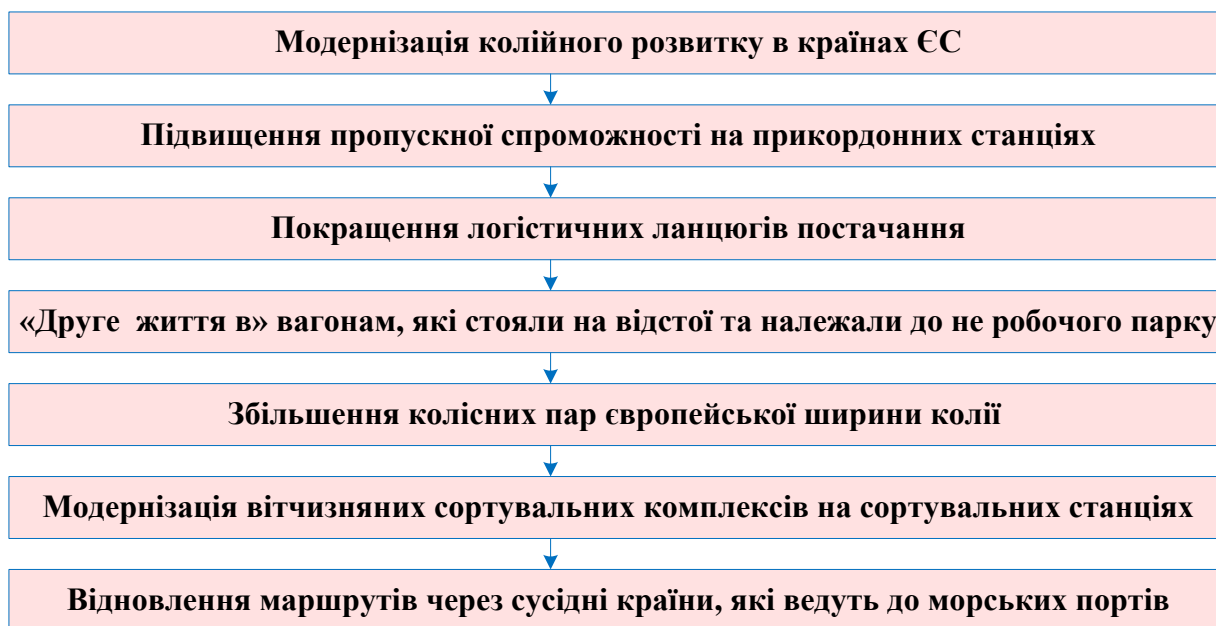 Модернізація колійного розвитку в країнах ЄС
Підвищення пропускної спроможності на прикордонних станціях
Покращення логістичних ланцюгів постачання
«Друге життя в» вагонам, які стояли на відстої та належали до не робочого парку
Збільшення колісних пар європейської ширини колії
Модернізація вітчизняних сортувальних комплексів на сортувальних станціях
Відновлення маршрутів через сусідні країни, які ведуть до морських портів